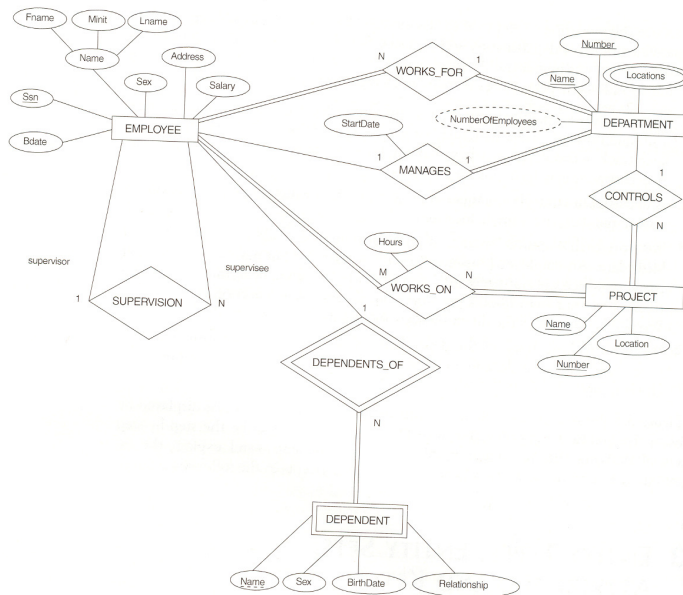 Fname
Minit
Lname
Name
Address
Sex
Salary
Ssn
Bdate
EMPLOYEE
N
WORKS_FOR
1
Number
Name
Locations
NumberOfEmployees
DEPARTMENT
StartDate
1
MANAGES
1
1
CONTROLS
N
supervisor
supervisee
1
SUPERVISION
N
Hours
M
WORKS_ON
N
PROJECT
Name
Number
Location
1
DEPENDENTS_OF
N
DEPENDENT
Name
Sex
BirthDate
Relationship